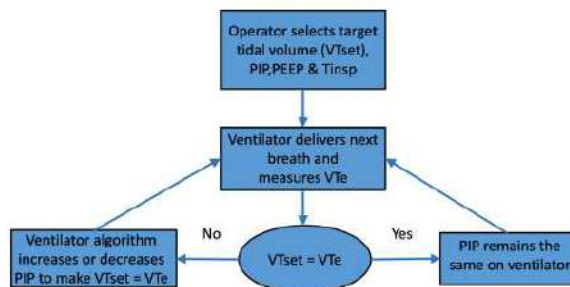 Operator selects target
tidal volume (VTset),
PIP,PEEP & Tinsp
Ventilator delivers next
breath and
measures VTe
No
Yes
Ventilator algorithm
increases or decreases
PIP to make VTset = VTe
VTset = VTe
PIP remains the
same on ventilator